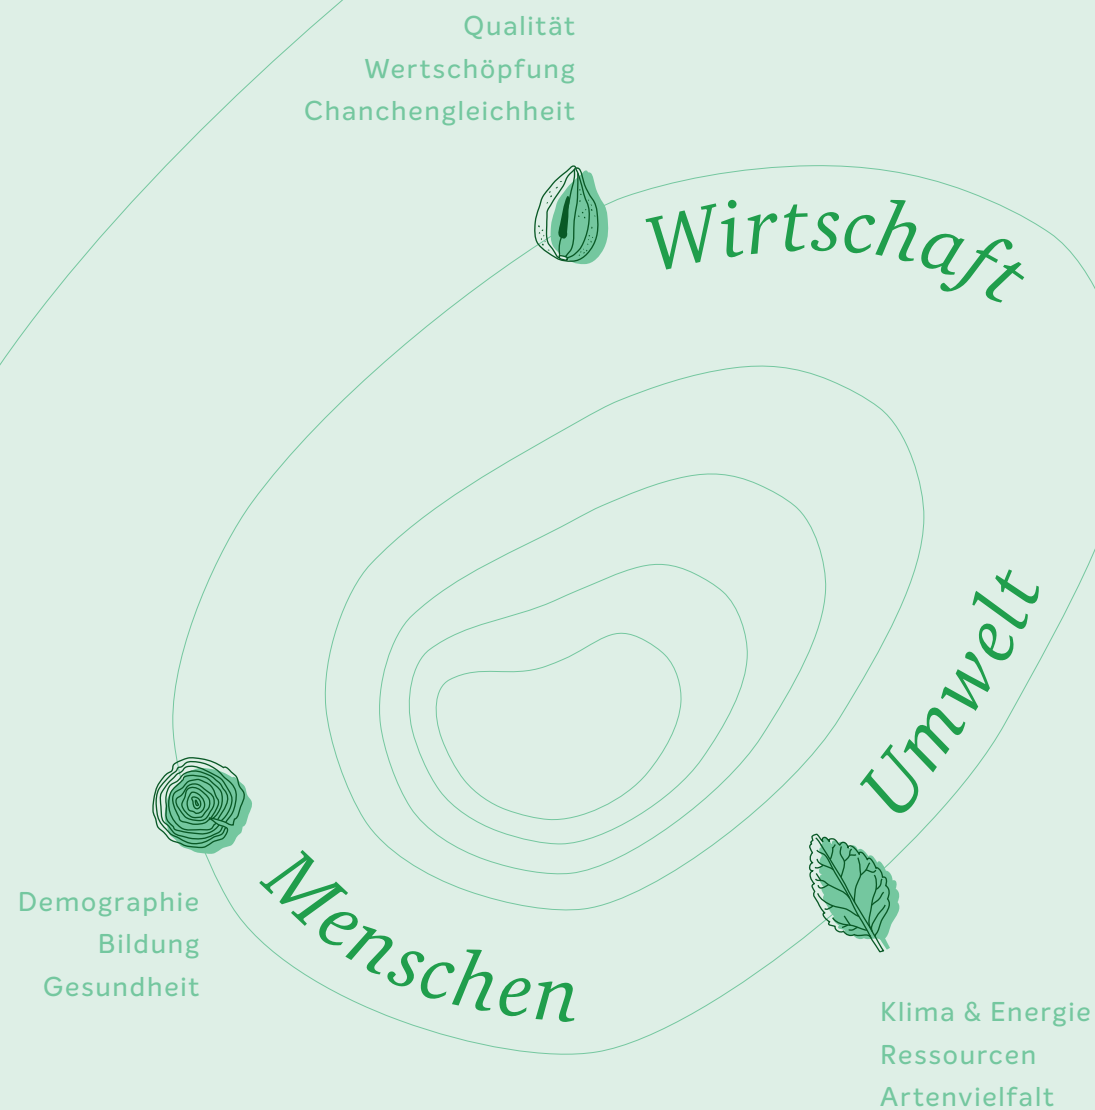 Qualität
Wertschöpfung
Chanchengleichheit
Wirtschaft
Umwelt
Menschen
Demographie
Bildung
Gesundheit
Klima & Energie
Ressourcen
Artenvielfalt